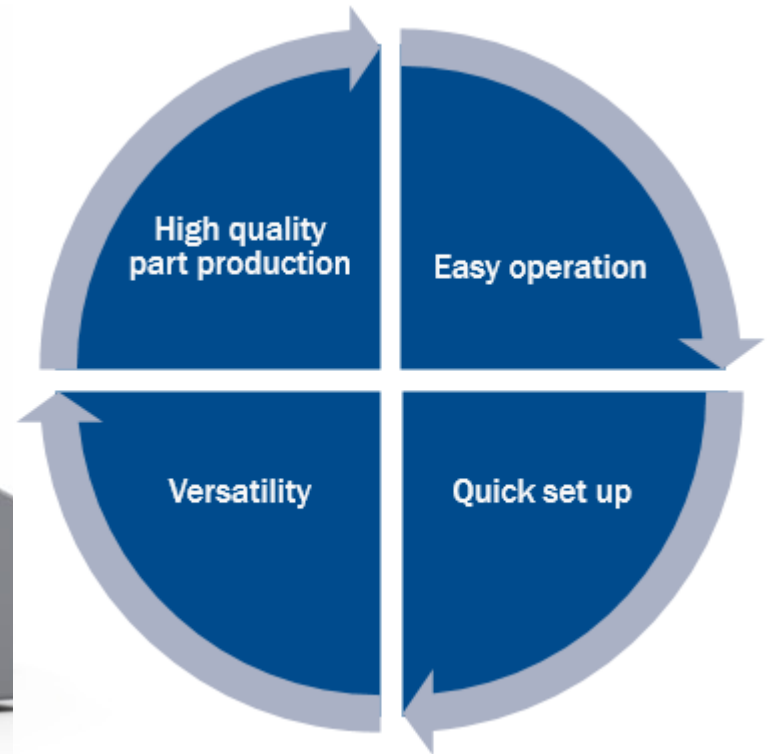 High quality
part production
Easy operation
Versatility
Quick set up